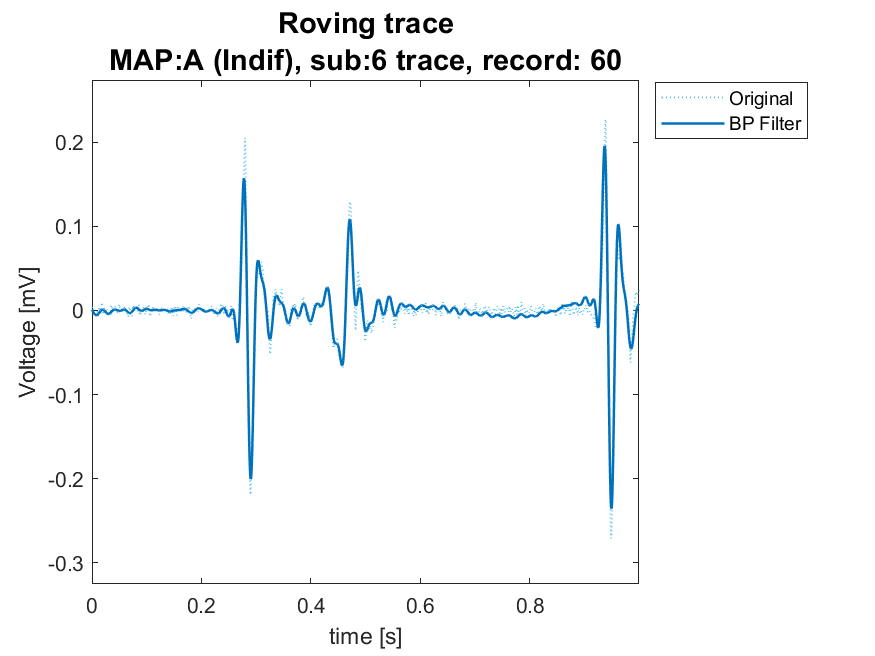 Roving trace
MAP:A (Indif), sub:6 trace, record: 60
Original
BP Filter
0.2
0.1
0
-0.1
-0.2
-0.3
Voltage [mV]
0
0.2
0.4
0.6
0.8
time [s]